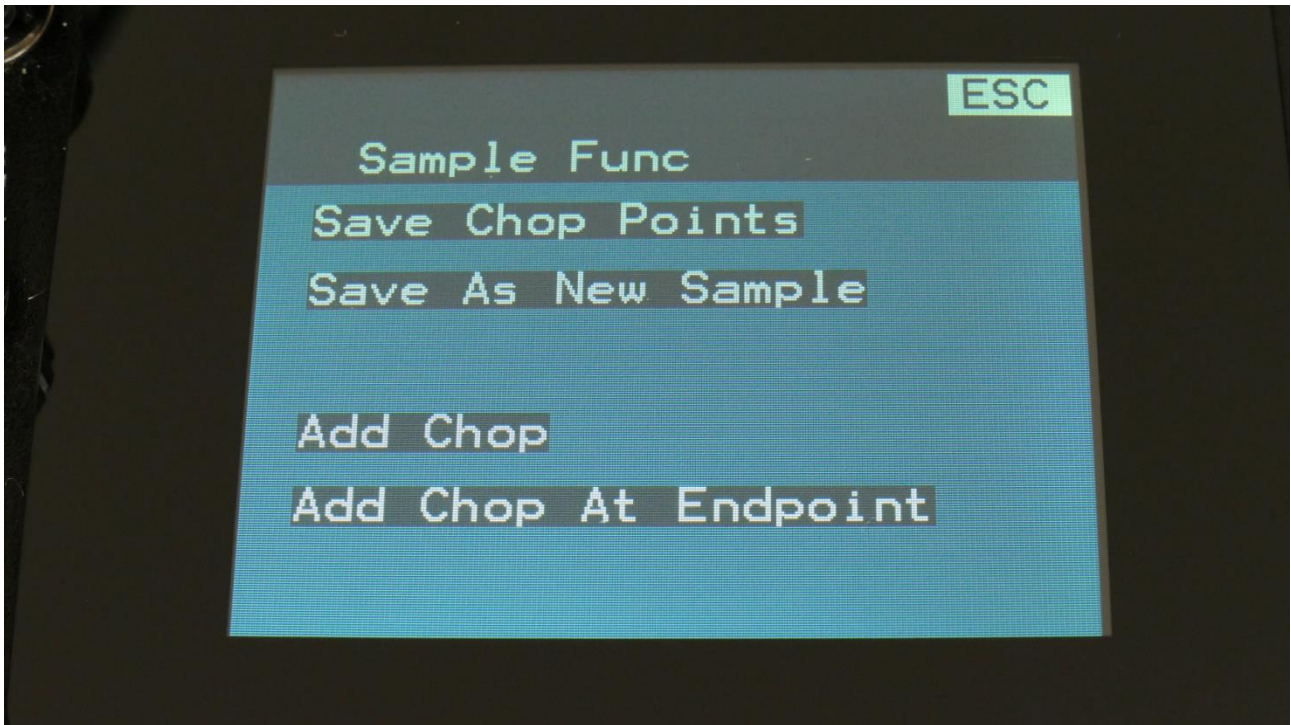 ESC
Sample Func
Save Chop Points
Save As New Sample
Add Chop
Add Chop At Endpoint